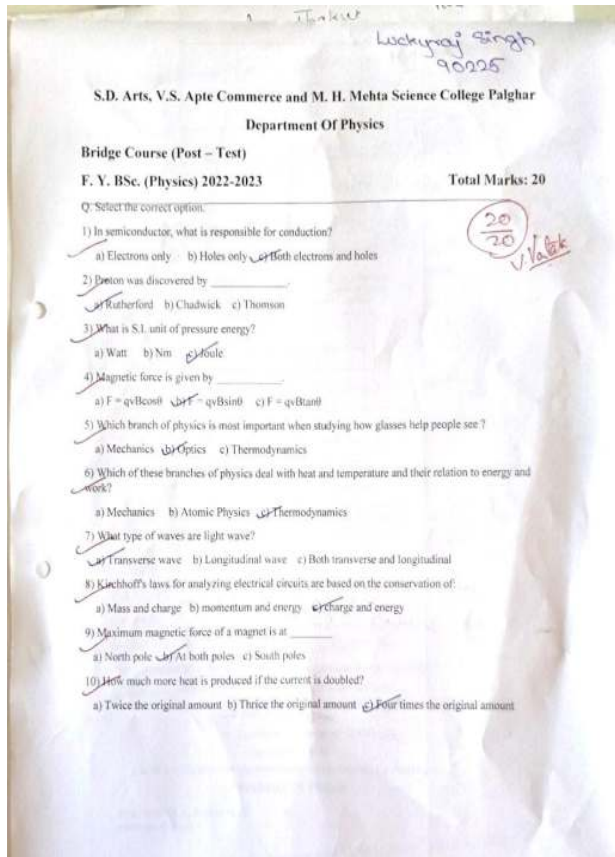 Thakur
Luckyraj Singh
90225
S.D. Arts, V.S. Apte Commerce and M. H. Mehta Science College Palghar
Department Of Physics
Bridge Course (Post – Test)
F. Y. BSc. (Physics) 2022-2023 Total Marks: 20
Q. Select the correct option.
20
20
1) In semiconductor, what is responsible for conduction?
a) Electrons only b) Holes only c) Both electrons and holes
2) Proton was discovered by ____________.
a) Rutherford b) Chadwick c) Thomson
3) What is S.I. unit of pressure energy?
a) Watt b) Nm c) Joule
4) Magnetic force is given by ___________.
a) F = qvBcosθ b) F = qvBsinθ c) F = qvBtanθ
5) Which branch of physics is most important when studying how glasses help people see ?
a) Mechanics b) Optics c) Thermodynamics
6) Which of these branches of physics deal with heat and temperature and their relation to energy and
work?
a) Mechanics b) Atomic Physics c) Thermodynamics
7) What type of waves are light wave?
a) Transverse wave b) Longitudinal wave c) Both transverse and longitudinal
8) Kirchhoff's laws for analyzing electrical circuits are based on the conservation of:
a) Mass and charge b) momentum and energy c) charge and energy
9) Maximum magnetic force of a magnet is at _______
a) North pole b) At both poles c) South poles
10) How much more heat is produced if the current is doubled?
a) Twice the original amount b) Thrice the original amount c) Four times the original amount